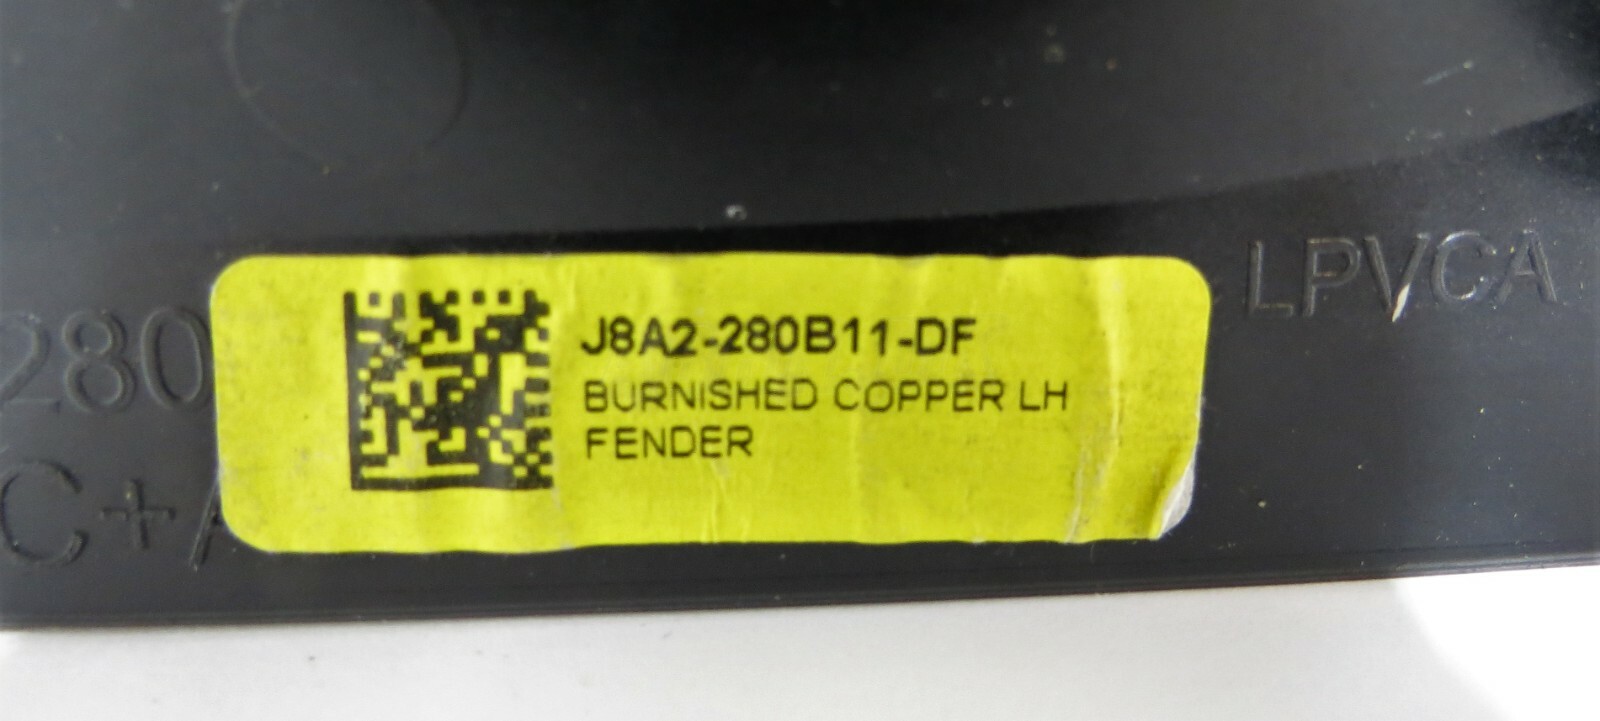 LPVCA
280
J8A2-280B11-DF
BURNISHED COPPER LH
FENDER
C+A